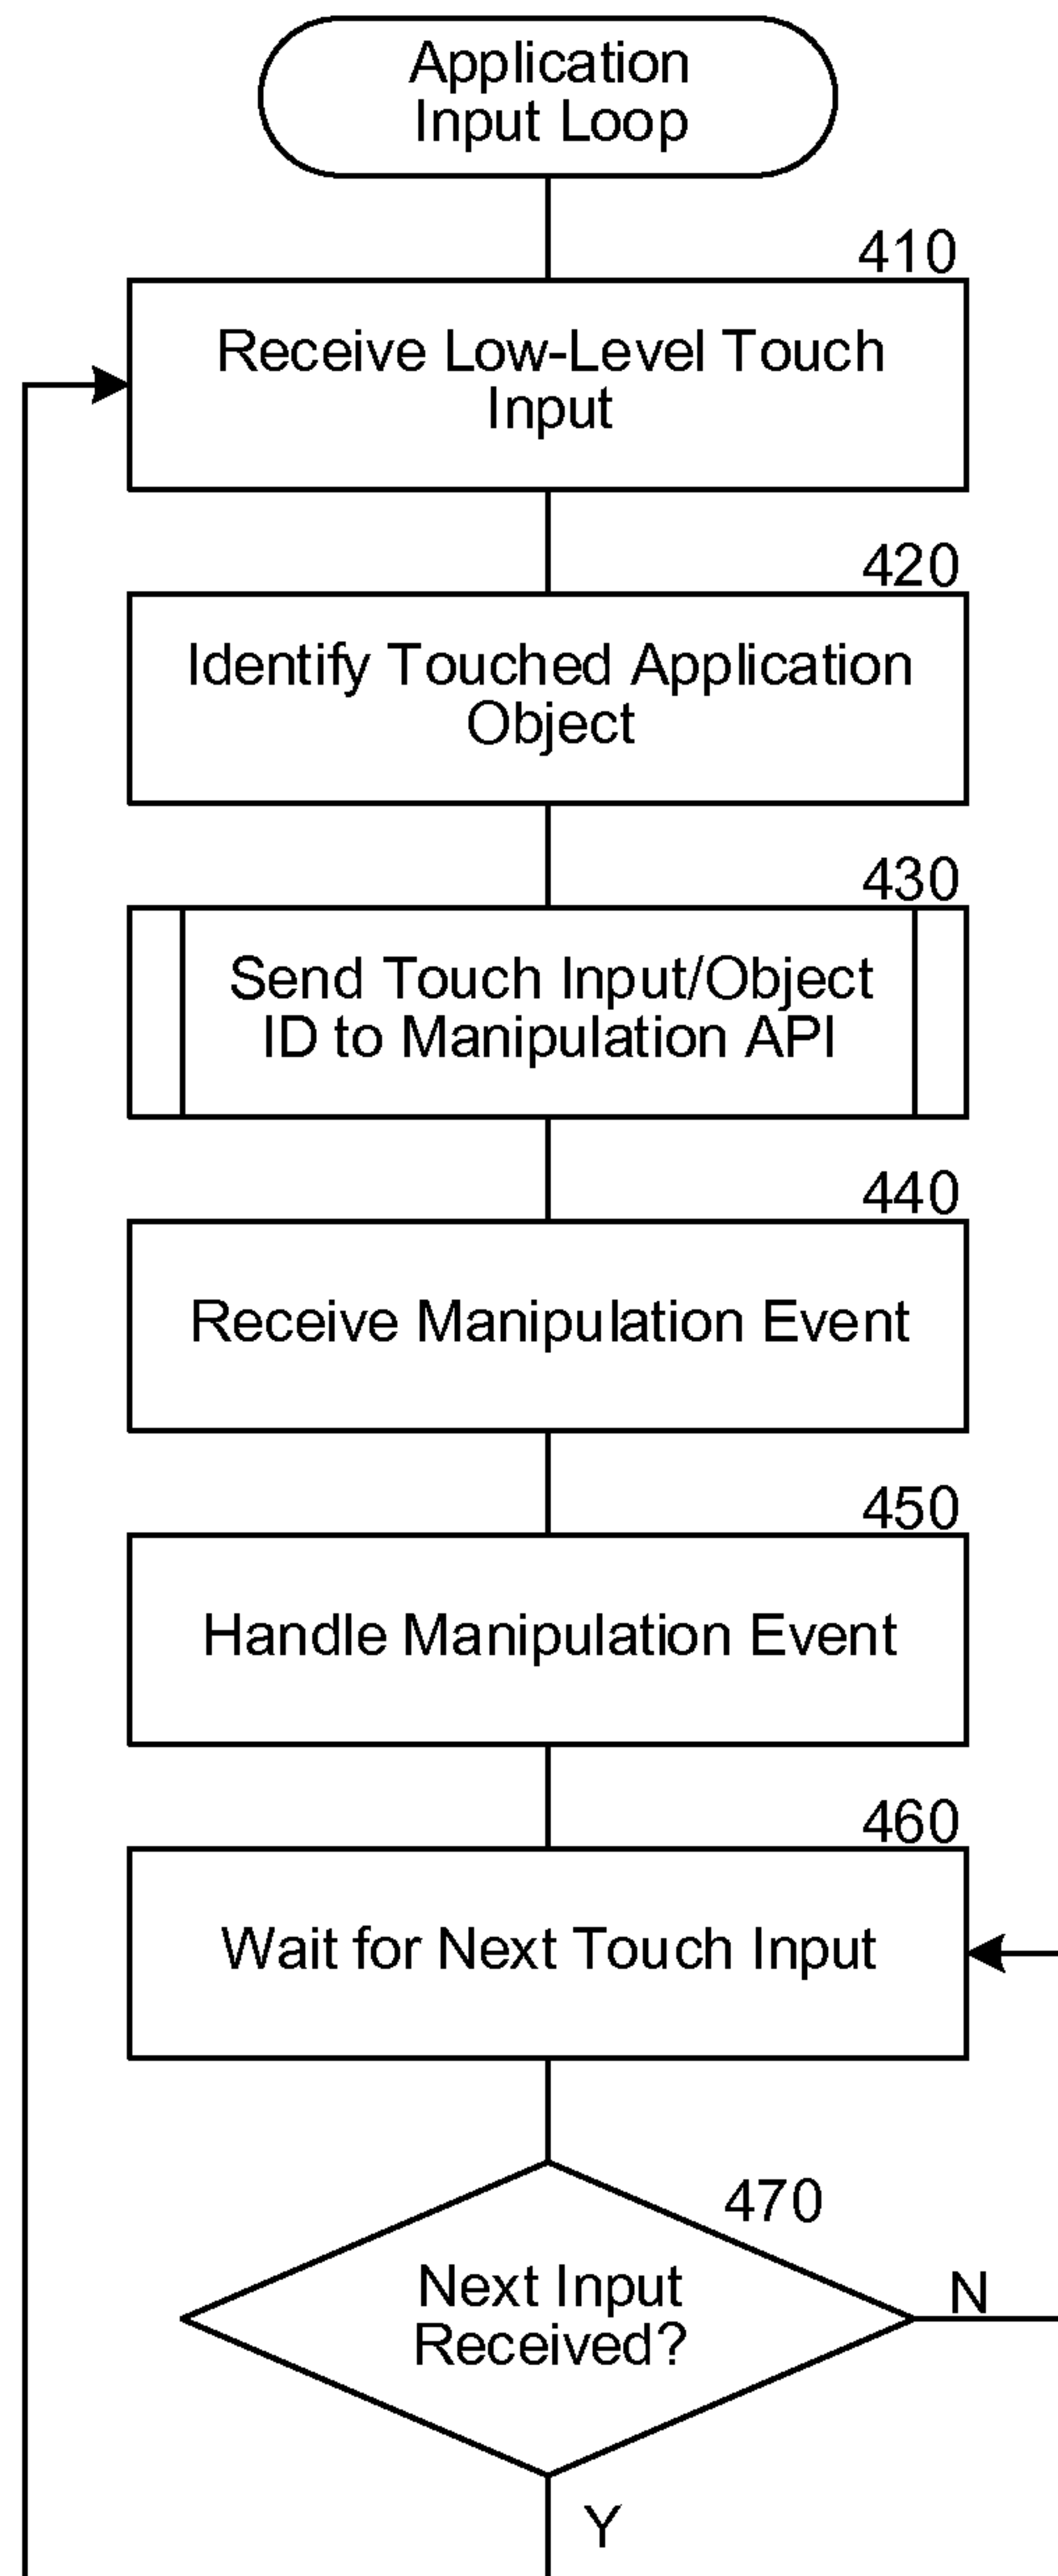 Application
Input Loop
410
Receive Low-Level Touch
Input
420
Identify Touched Application
Object
430
Send Touch Input/Object
ID to Manipulation API
440
Receive Manipulation Event
450
Handle Manipulation Event
460
Wait for Next Touch Input
470
Next Input
Received?
N
Y